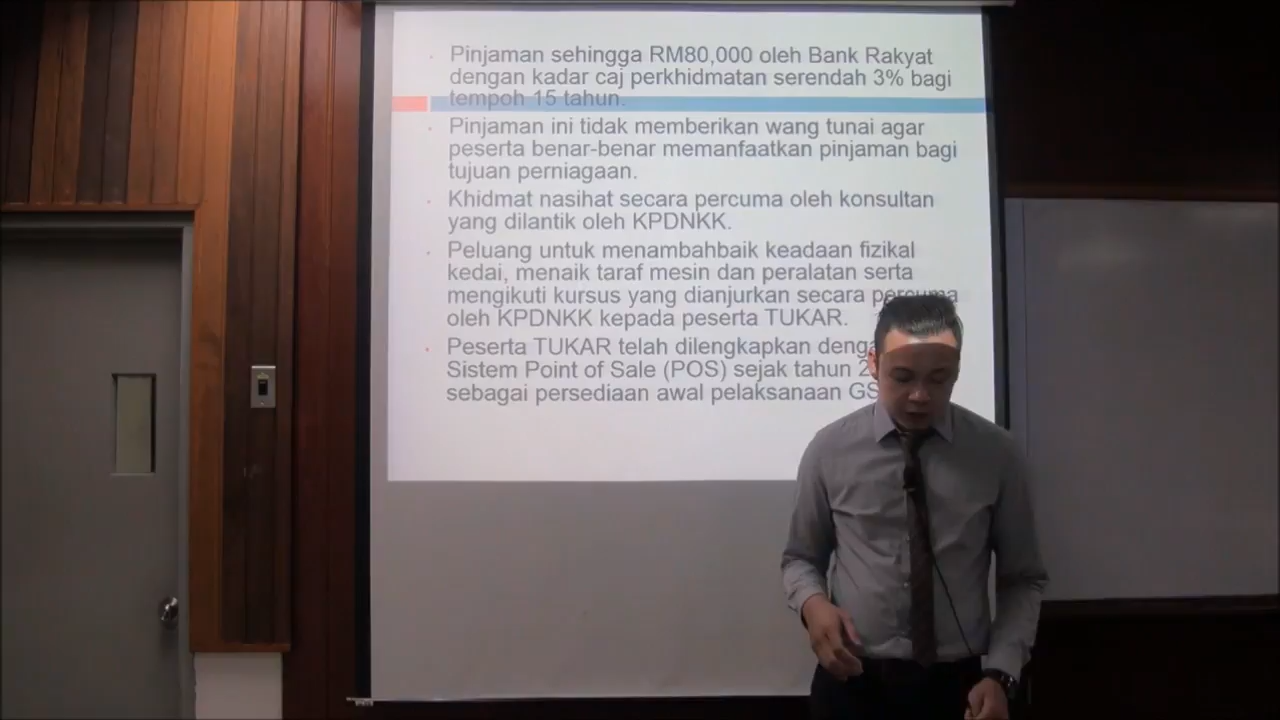 Pinjaman sehingga RM80,000 oleh Bank Rakyat
dengan kadar caj perkhidmatan serendah 3% bagi
tempoh 15 tahun.
Pinjaman ini tidak memberikan wang tunai agar
peserta benar-benar memanfaatkan pinjaman bagi
tujuan perniagaan.
Khidmat nasihat secara percuma oleh konsultan
yang dilantik oleh KPDNKK.
Peluang untuk menambahbaik keadaan fizikal
kedai, menaik taraf mesin dan peralatan serta
mengikuti kursus yang dianjurkan secara percuma
oleh KPDNKK kepada peserta TUKAR.
Peserta TUKAR telah dilengkapkan
Sistem Point of Sale (POS) sejak tahun
sebagai persediaan awal pelaksanaan